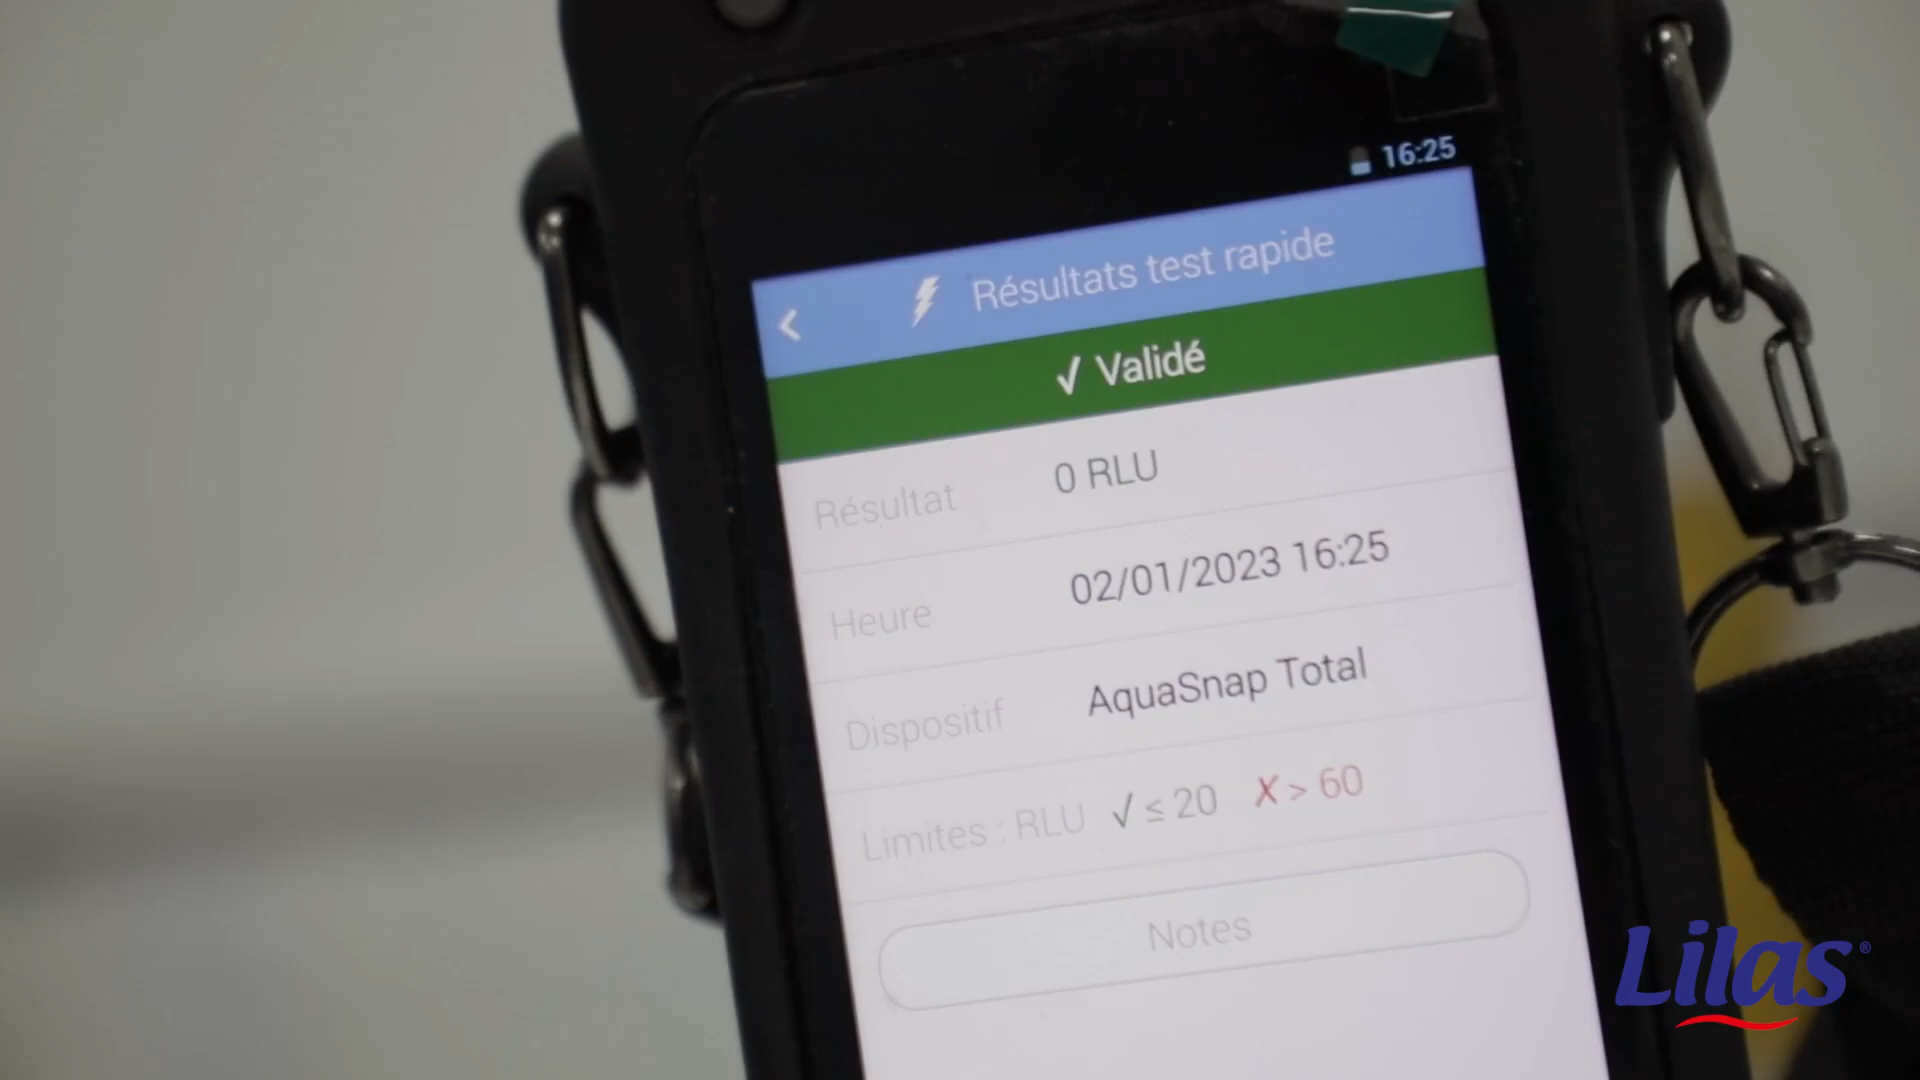 16:25
Résultats test rapide
√ Validé
Résultat 0 RLU
Heure 02/01/2023 16:25
Dispositif AquaSnap Total
Limites : RLU √ ≤ 20 X > 60
Notes
Lilas®